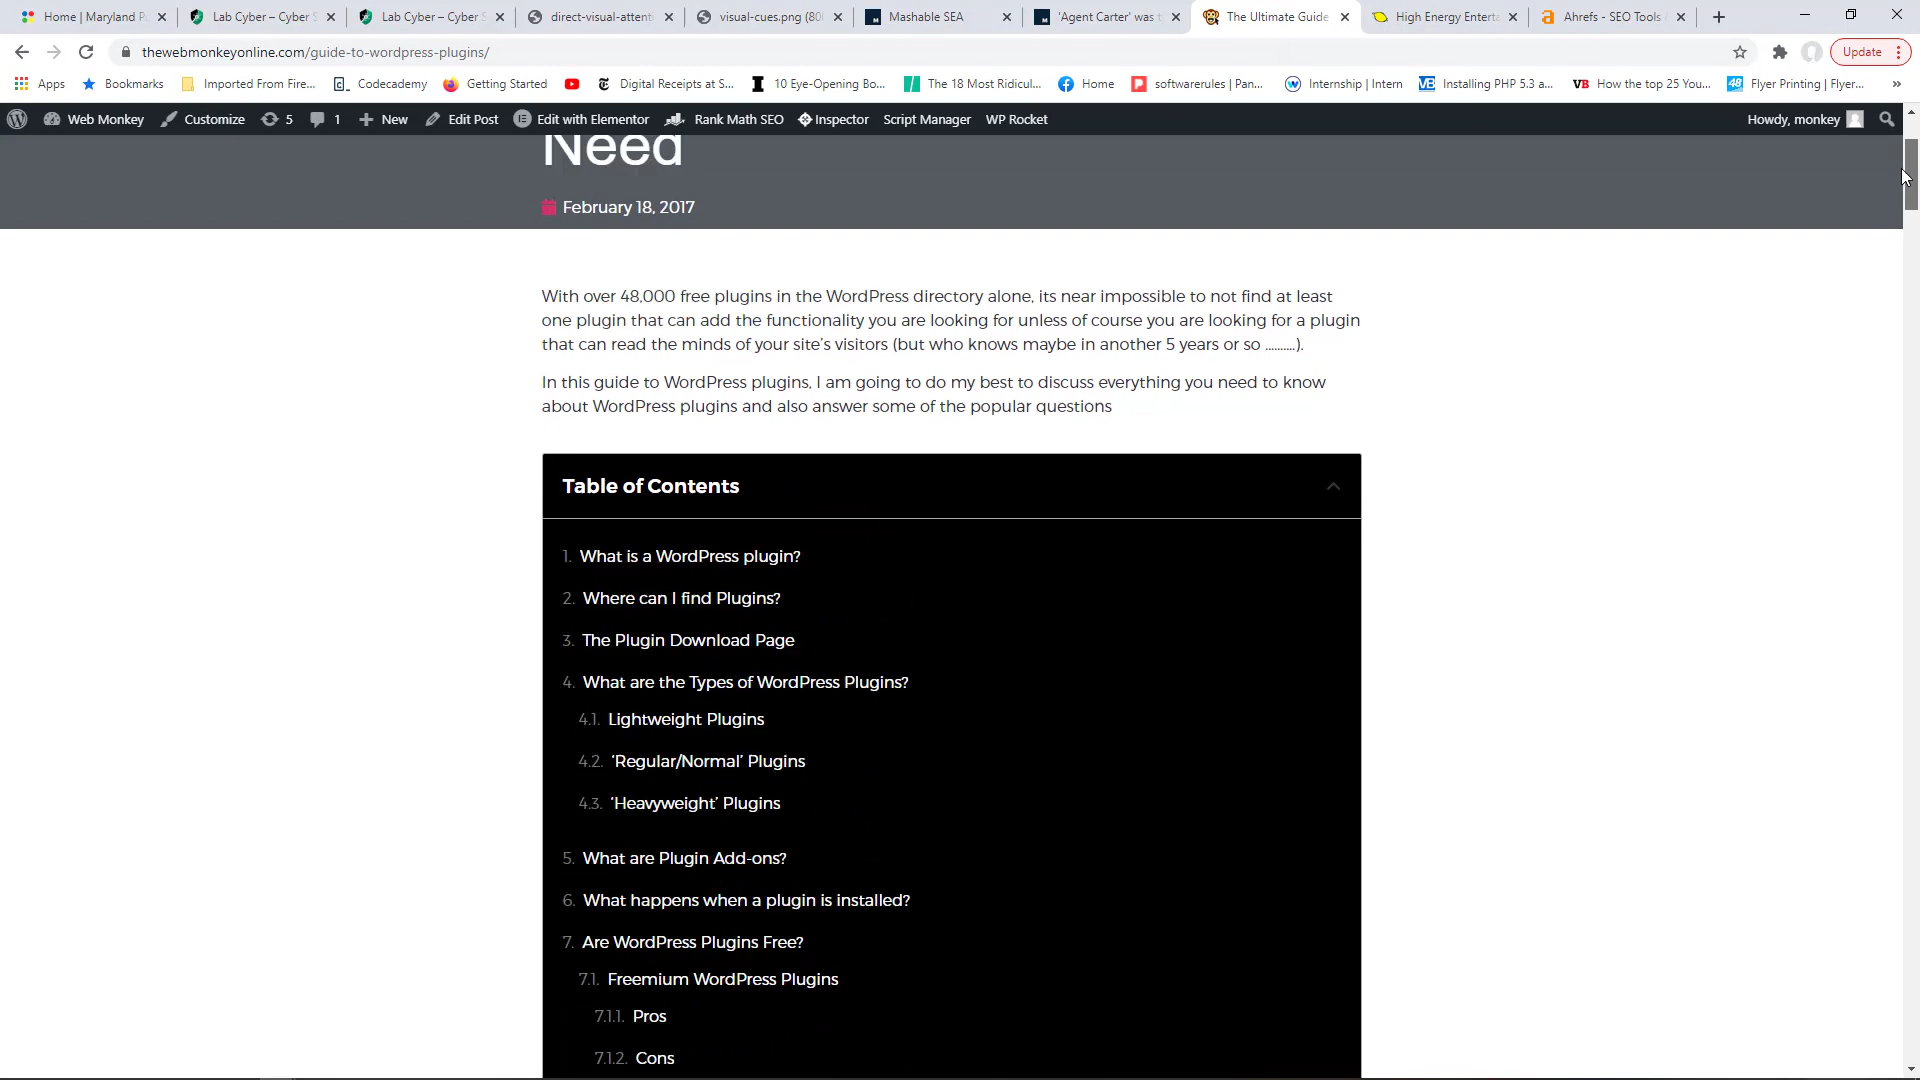 Home | Maryland P
Lab Cyber – Cyber S
Lab Cyber – Cyber S
direct-visual-attenti
visual-cues.png (80
Mashable SEA
'Agent Carter' was t
The Ultimate Guide
High Energy Enterta
Ahrefs - SEO Tools
thewebmonkeyonline.com/guide-to-wordpress-plugins/
Update
Apps
Bookmarks
Imported From Fire...
Codecademy
Getting Started
Digital Receipts at S...
10 Eye-Opening Bo...
The 18 Most Ridicul...
Home
softwarerules | Pan...
Internship | Intern
Installing PHP 5.3 a...
How the top 25 You...
Flyer Printing | Flyer...
Web Monkey
Customize
5
1
New
Edit Post
Edit with Elementor
Rank Math SEO
Inspector
Script Manager
WP Rocket
Howdy, monkey
Need
February 18, 2017
With over 48,000 free plugins in the WordPress directory alone, its near impossible to not find at least
one plugin that can add the functionality you are looking for unless of course you are looking for a plugin
that can read the minds of your site's visitors (but who knows maybe in another 5 years or so ..........).
In this guide to WordPress plugins, I am going to do my best to discuss everything you need to know
about WordPress plugins and also answer some of the popular questions
Table of Contents
1. What is a WordPress plugin?
2. Where can I find Plugins?
3. The Plugin Download Page
4. What are the Types of WordPress Plugins?
4.1. Lightweight Plugins
4.2. 'Regular/Normal' Plugins
4.3. 'Heavyweight' Plugins
5. What are Plugin Add-ons?
6. What happens when a plugin is installed?
7. Are WordPress Plugins Free?
7.1. Freemium WordPress Plugins
7.1.1. Pros
7.1.2. Cons